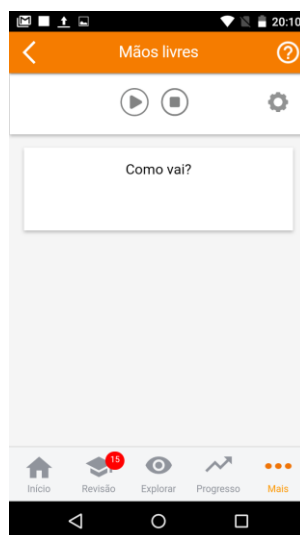 20:10
Mãos livres
Como vai?
15
Início Revisão Explorar Progresso Mais